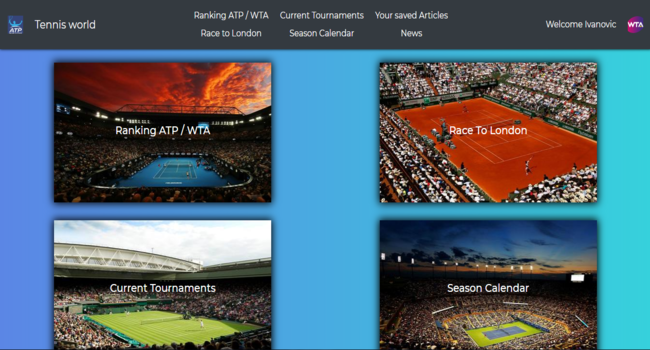 Ranking ATP / WTA Current Tournaments Your saved Articles
ATP Tennis world Welcome Ivanovic WTA
Race to London Season Calendar News
Ranking ATP / WTA Race To London
Current Tournaments Season Calendar